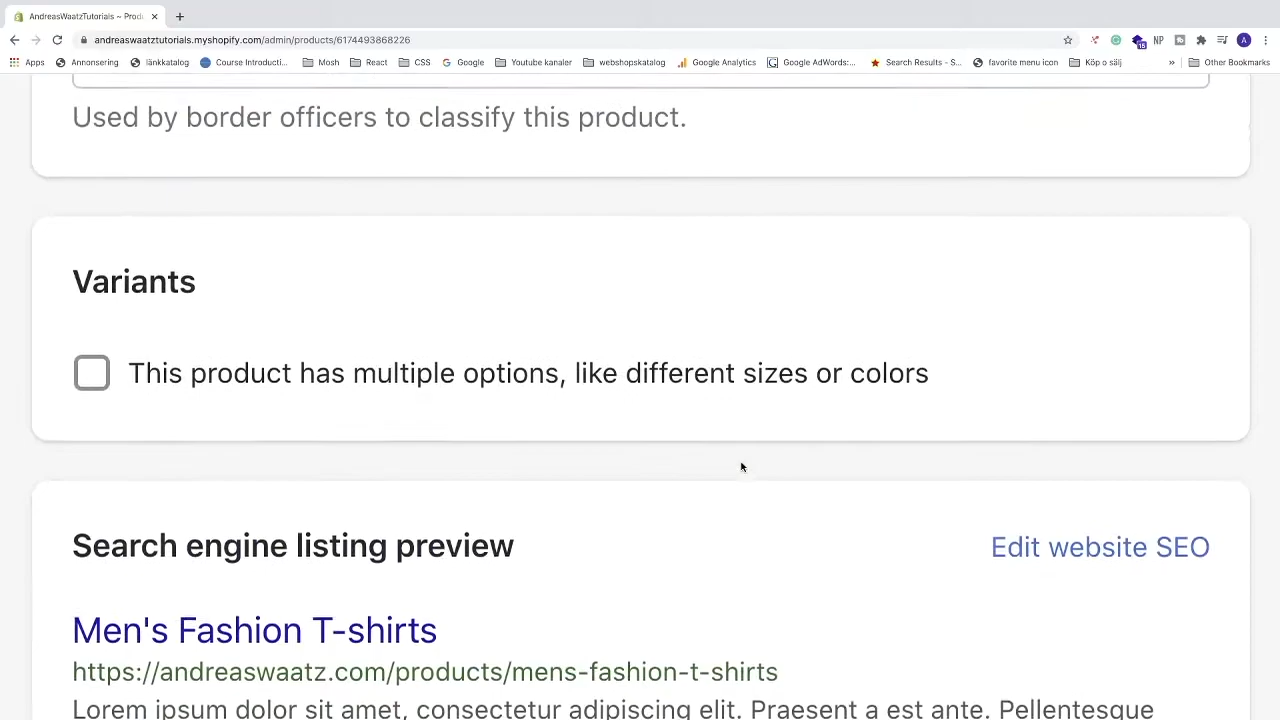 AndreasWaatzTutorials ~ Prod
andreaswaatztutorials.myshopify.com/admin/products/6174493868226
NP
15
A
Apps
Annonsering
länkkatalog
Course Introducti...
Mosh
React
CSS
Google
Youtube kanaler
webshopskatalog
Google Analytics
Google AdWords:...
Search Results - S...
favorite menu icon
Köp o sälj
»
Other Bookmarks
Used by border officers to classify this product.
Variants
This product has multiple options, like different sizes or colors
Search engine listing preview
Edit website SEO
Men's Fashion T-shirts
https://andreaswaatz.com/products/mens-fashion-t-shirts
Lorem ipsum dolor sit amet, consectetur adipiscing elit. Praesent a est ante. Pellentesque